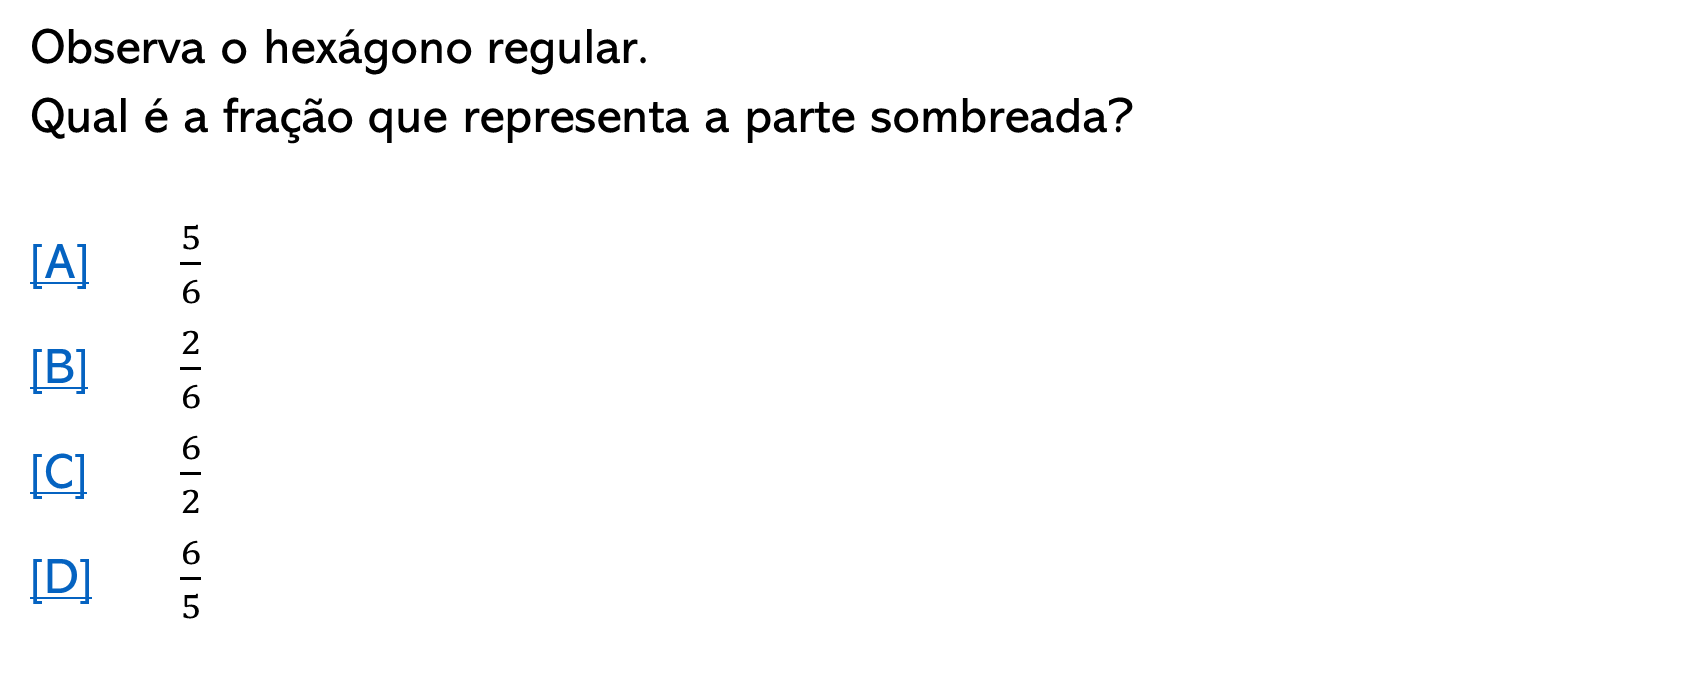 Observa o hexágono regular.
Qual é a fração que representa a parte sombreada?
[A] 5/6
[B] 2/6
[C] 6/2
[D] 6/5